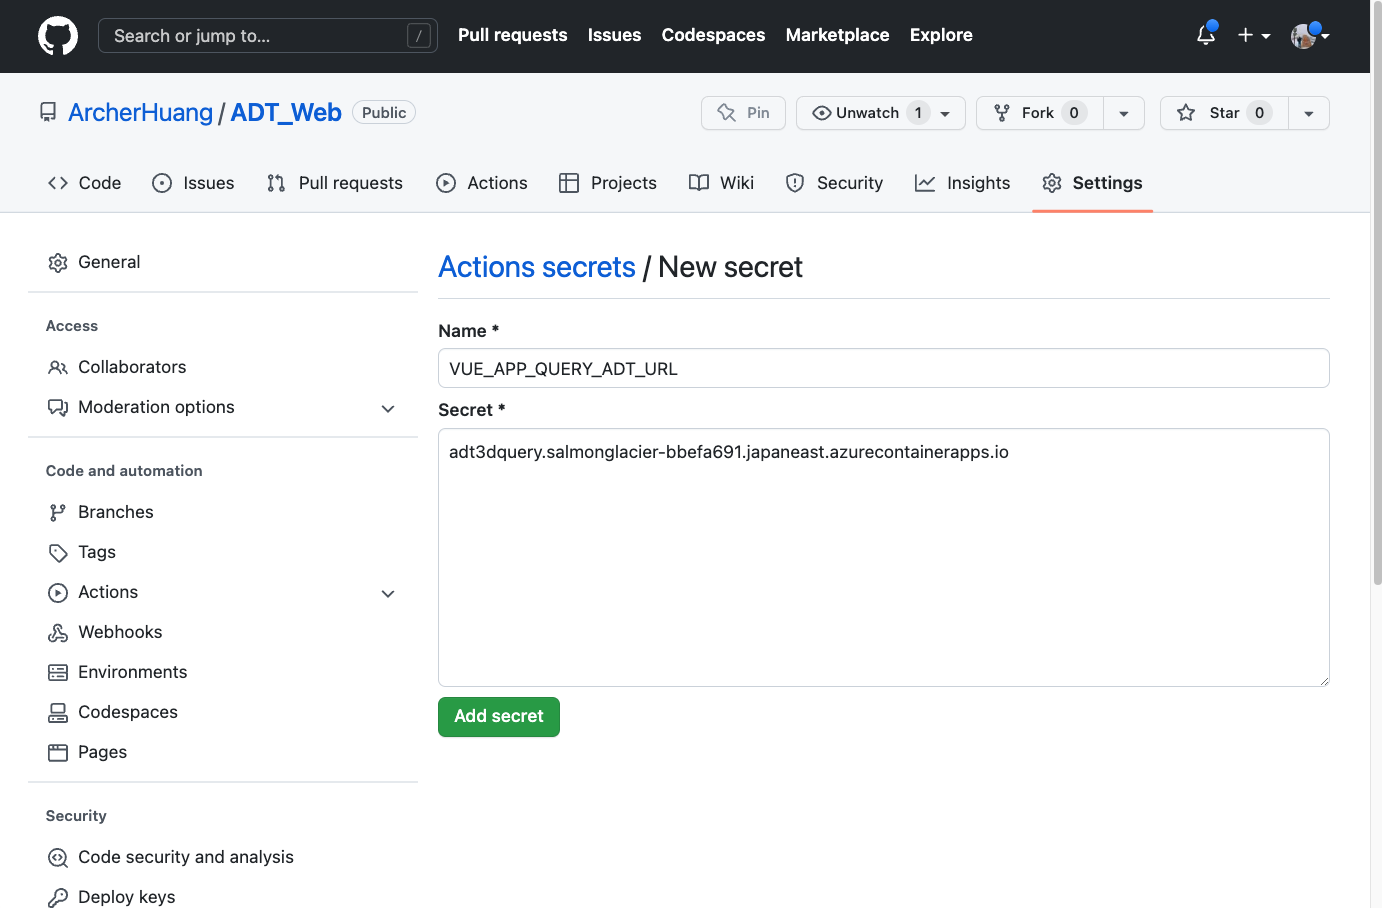 Search or jump to... /
Pull requests Issues Codespaces Marketplace Explore
ArcherHuang / ADT_Web Public
Pin Unwatch 1 Fork 0 Star 0
Code Issues Pull requests Actions Projects Wiki Security Insights Settings
General
Access
Collaborators
Moderation options
Code and automation
Branches
Tags
Actions
Webhooks
Environments
Codespaces
Pages
Security
Code security and analysis
Deploy keys
Actions secrets / New secret
Name *
VUE_APP_QUERY_ADT_URL
Secret *
adt3dquery.salmonglacier-bbefa691.japaneast.azurecontainerapps.io
Add secret